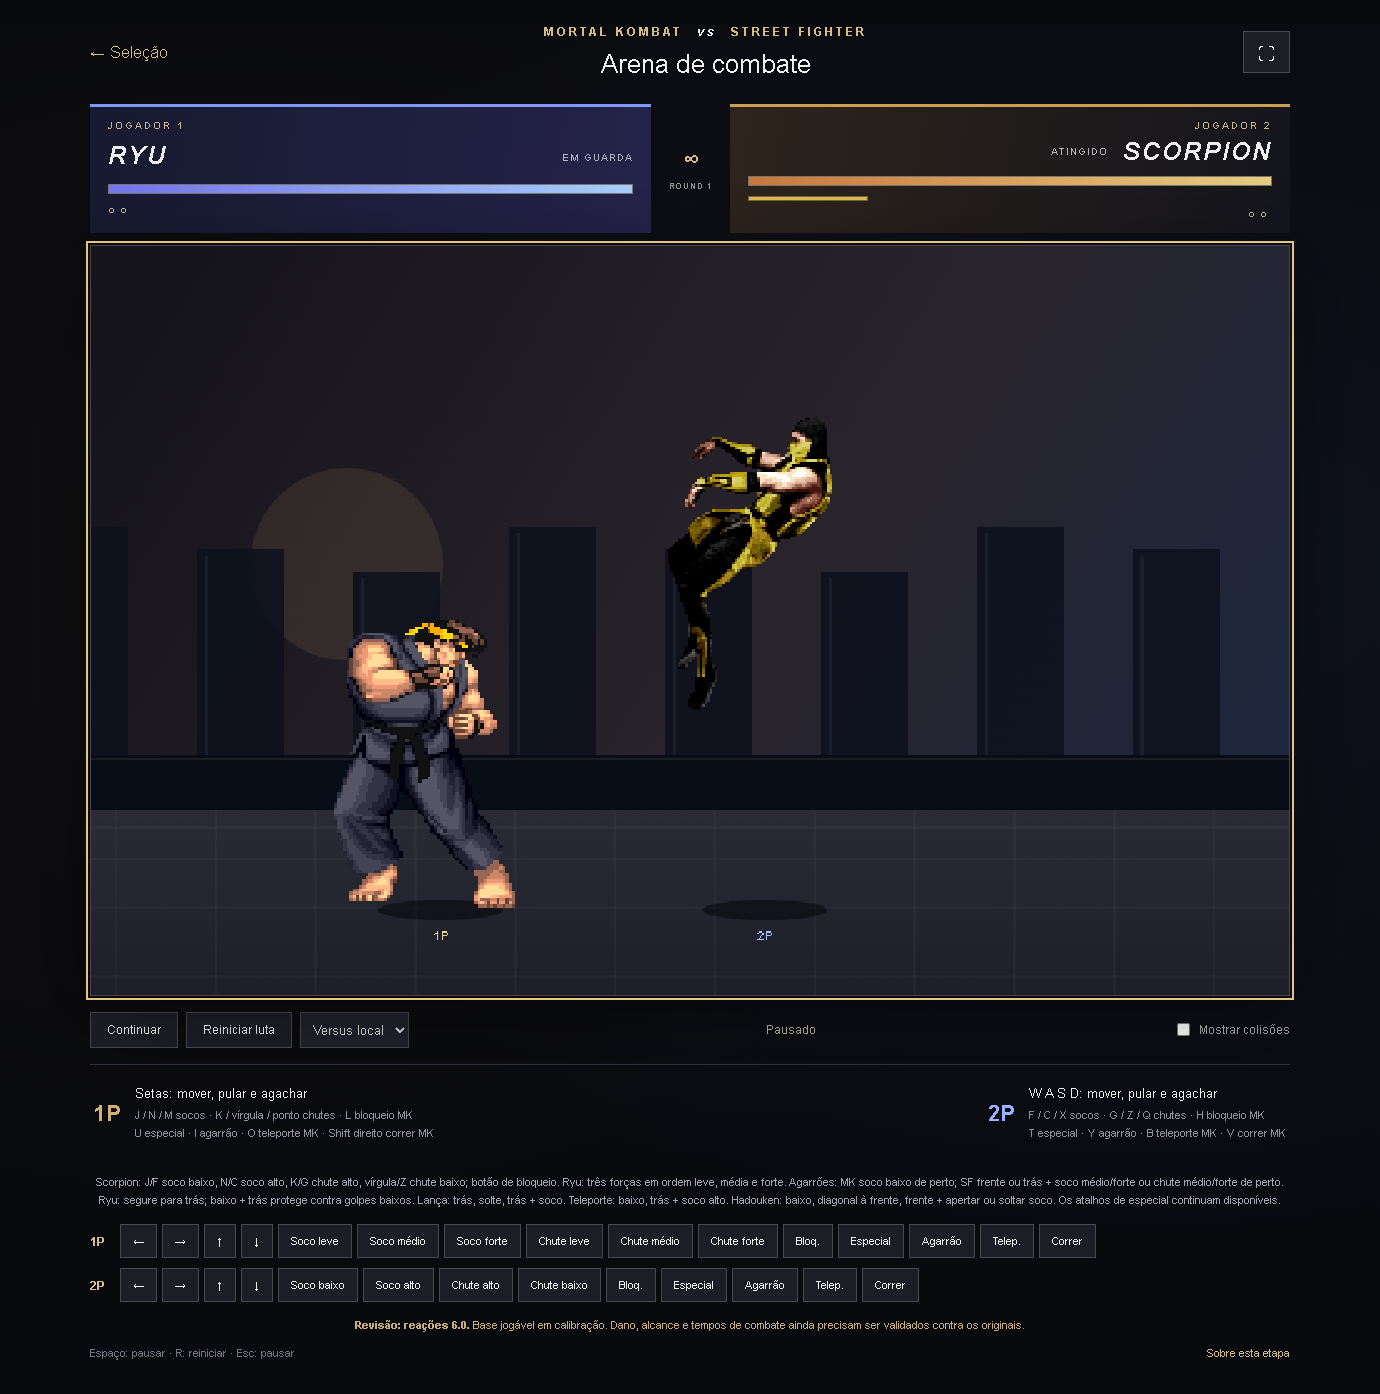 MORTAL KOMBAT VS STREET FIGHTER
← Seleção
Arena de combate
JOGADOR 1
RYU
EM GUARDA
∞
ROUND 1
JOGADOR 2
ATINGIDO
SCORPION
1P
2P
Continuar
Reiniciar luta
Versus local
Pausado
Mostrar colisões
1P
Setas: mover, pular e agachar
J / N / M socos · K / vírgula / ponto chutes · L bloqueio MK
U especial · I agarrão · O teleporte MK · Shift direito correr MK
2P
W A S D: mover, pular e agachar
F / C / X socos · G / Z / Q chutes · H bloqueio MK
T especial · Y agarrão · B teleporte MK · V correr MK
Scorpion: J/F soco baixo, N/C soco alto, K/G chute alto, vírgula/Z chute baixo; botão de bloqueio. Ryu: três forças em ordem leve, média e forte. Agarrões: MK soco baixo de perto; SF frente ou trás + soco médio/forte ou chute médio/forte de perto.
Ryu: segure para trás; baixo + trás protege contra golpes baixos. Lança: trás, solte, trás + soco. Teleporte: baixo, trás + soco alto. Hadouken: baixo, diagonal à frente, frente + apertar ou soltar soco. Os atalhos de especial continuam disponíveis.
1P ← → ↑ ↓ Soco leve Soco médio Soco forte Chute leve Chute médio Chute forte Bloq. Especial Agarrão Telep. Correr
2P ← → ↑ ↓ Soco baixo Soco alto Chute alto Chute baixo Bloq. Especial Agarrão Telep. Correr
Revisão: reações 6.0. Base jogável em calibração. Dano, alcance e tempos de combate ainda precisam ser validados contra os originais.
Espaço: pausar · R: reiniciar · Esc: pausar
Sobre esta etapa